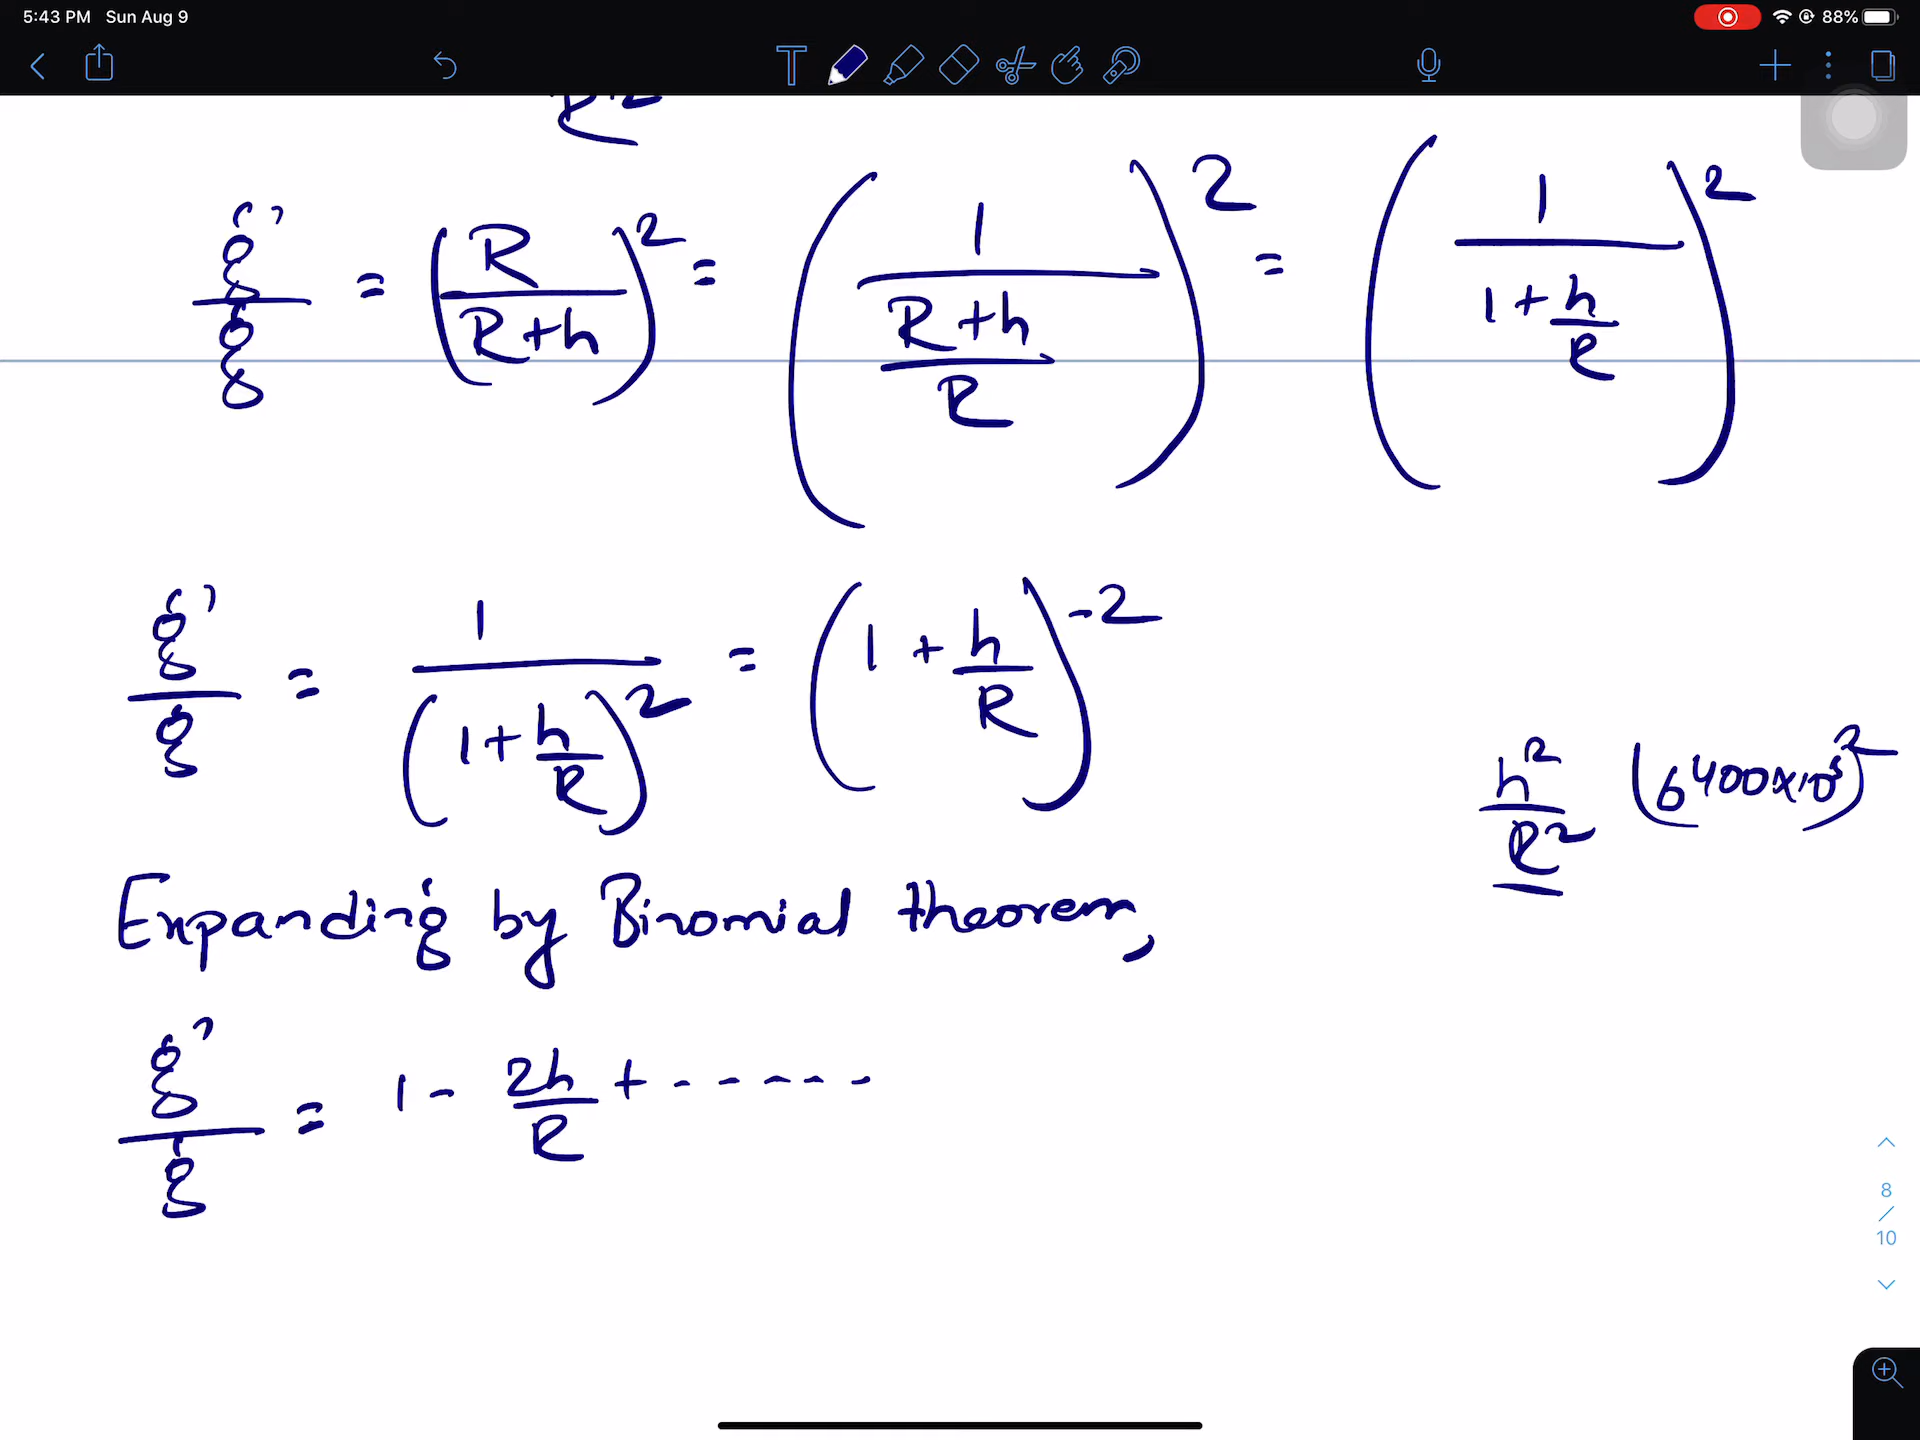 5:43 PM Sun Aug 9 88%
R²
g'/g = (R/(R+h))² = (1/((R+h)/R))² = (1/(1+h/R))²
g'/g = 1/(1+h/R)² = (1+h/R)⁻²
h²/R² (6400×10³)²
Expanding by Binomial theorem,
g'/g = 1 - 2h/R + ------
8
/
10